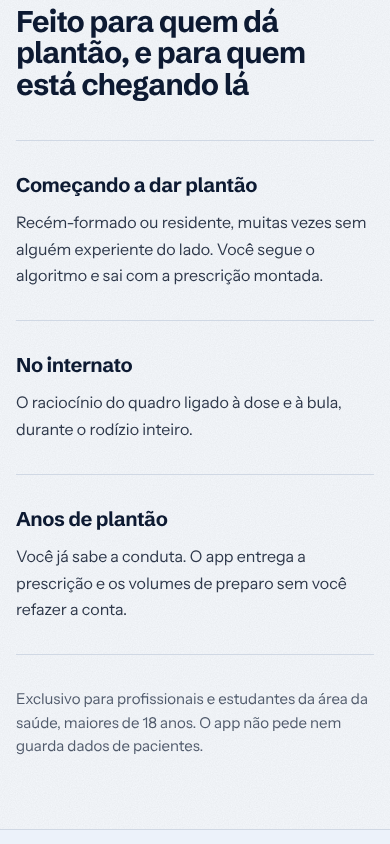 Feito para quem dá
plantão, e para quem
está chegando lá
Começando a dar plantão
Recém-formado ou residente, muitas vezes sem
alguém experiente do lado. Você segue o
algoritmo e sai com a prescrição montada.
No internato
O raciocínio do quadro ligado à dose e à bula,
durante o rodízio inteiro.
Anos de plantão
Você já sabe a conduta. O app entrega a
prescrição e os volumes de preparo sem você
refazer a conta.
Exclusivo para profissionais e estudantes da área da
saúde, maiores de 18 anos. O app não pede nem
guarda dados de pacientes.